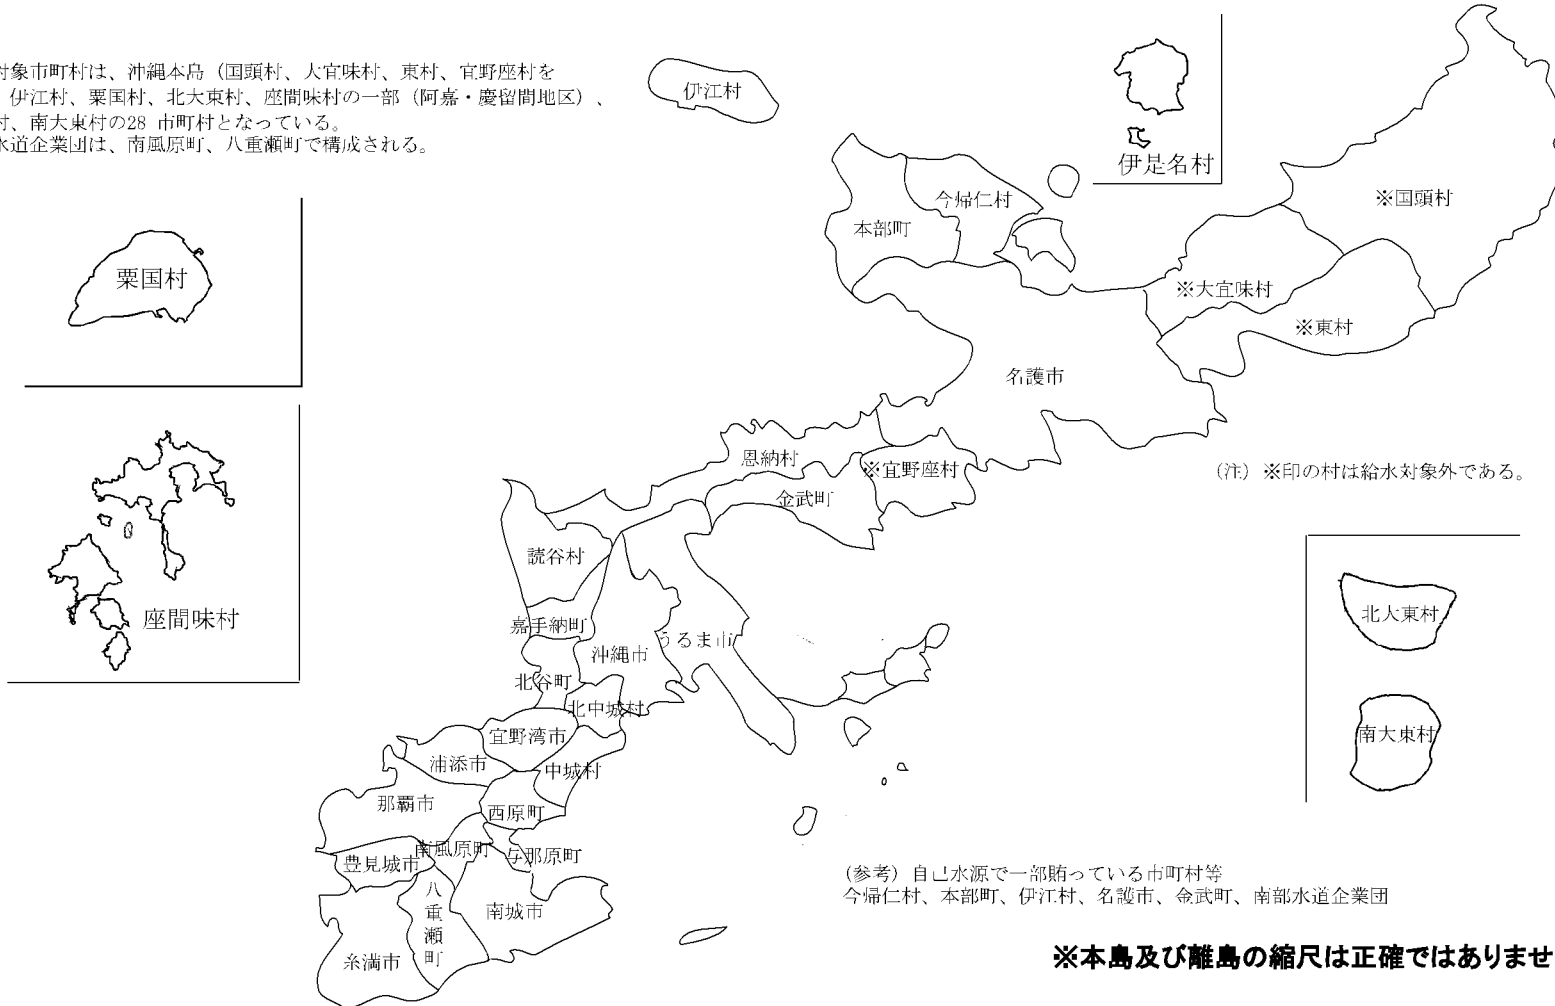 対象市町村は、沖縄本島（国頭村、大宜味村、東村、宜野座村を
、伊江村、粟国村、北大東村、座間味村の一部（阿嘉・慶留間地区）、
村、南大東村の28 市町村となっている。
水道企業団は、南風原町、八重瀬町で構成される。
伊江村
伊是名村
今帰仁村
本部町
※国頭村
粟国村
※大宜味村
※東村
名護市
恩納村
※宜野座村
金武町
（注）※印の村は給水対象外である。
読谷村
座間味村
嘉手納町
沖縄市
うるま市
北大東村
北谷町
北中城村
宜野湾市
浦添市
中城村
南大東村
那覇市
西原町
南風原町
与那原町
豊見城市
八重瀬町
南城市
糸満市
（参考）自己水源で一部賄っている市町村等
今帰仁村、本部町、伊江村、名護市、金武町、南部水道企業団
※本島及び離島の縮尺は正確ではありませ